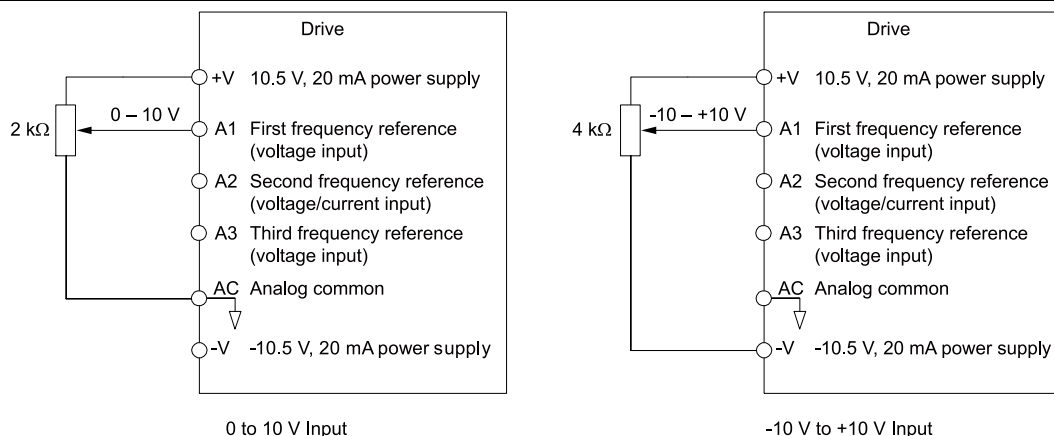 Drive
+V 10.5 V, 20 mA power supply
2 kΩ
0 – 10 V
A1 First frequency reference
(voltage input)
A2 Second frequency reference
(voltage/current input)
A3 Third frequency reference
(voltage input)
AC Analog common
-V -10.5 V, 20 mA power supply
0 to 10 V Input
Drive
+V 10.5 V, 20 mA power supply
4 kΩ
-10 – +10 V
A1 First frequency reference
(voltage input)
A2 Second frequency reference
(voltage/current input)
A3 Third frequency reference
(voltage input)
AC Analog common
-V -10.5 V, 20 mA power supply
-10 V to +10 V Input